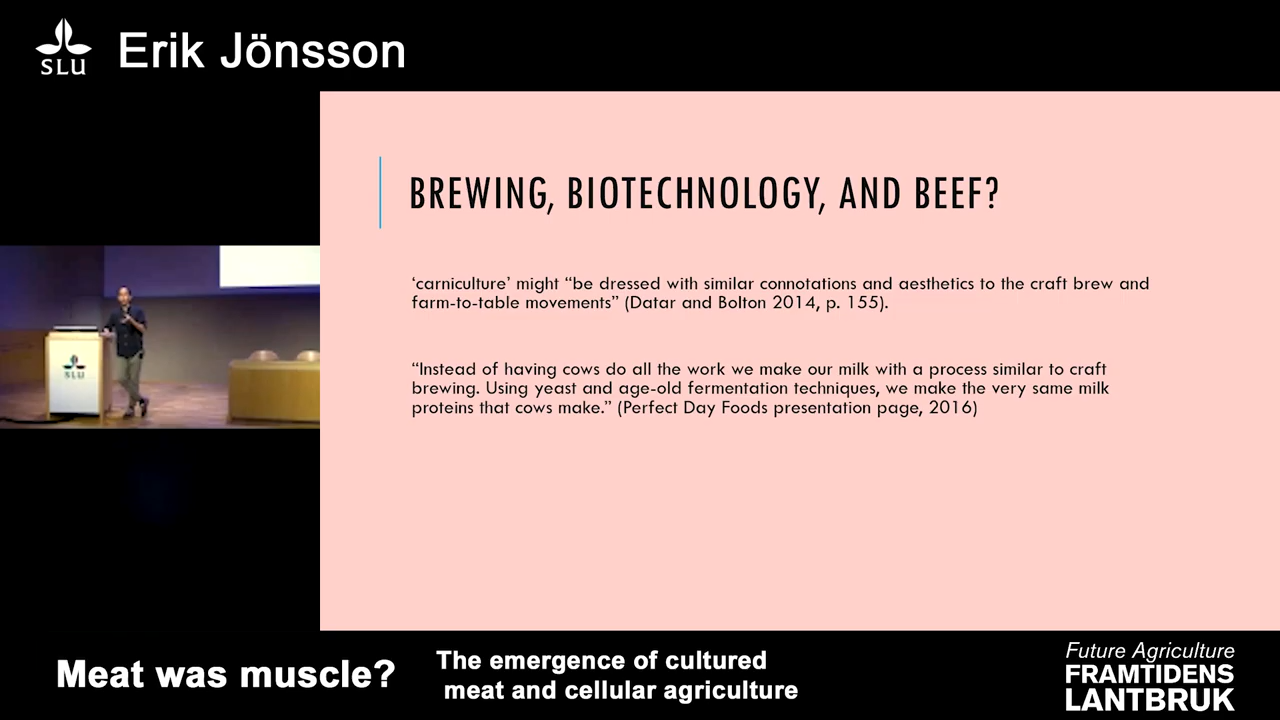 SLU
Erik Jönsson
BREWING, BIOTECHNOLOGY, AND BEEF?
‘carniculture’ might “be dressed with similar connotations and aesthetics to the craft brew and
farm-to-table movements” (Datar and Bolton 2014, p. 155).
“Instead of having cows do all the work we make our milk with a process similar to craft
brewing. Using yeast and age-old fermentation techniques, we make the very same milk
proteins that cows make.” (Perfect Day Foods presentation page, 2016)
SLU
Meat was muscle?
The emergence of cultured
meat and cellular agriculture
Future Agriculture
FRAMTIDENS
LANTBRUK